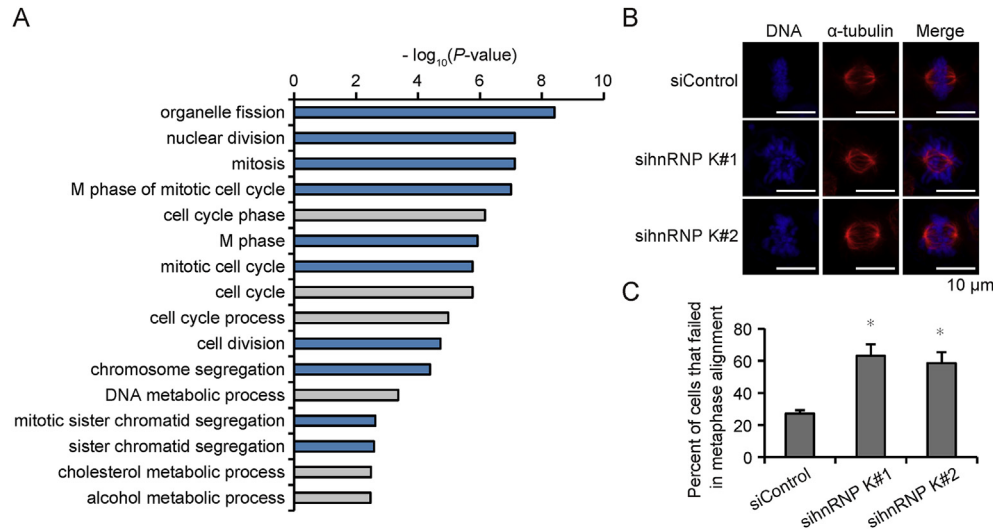 A
- log10(P-value)
0 2 4 6 8 10
organelle fission
nuclear division
mitosis
M phase of mitotic cell cycle
cell cycle phase
M phase
mitotic cell cycle
cell cycle
cell cycle process
cell division
chromosome segregation
DNA metabolic process
mitotic sister chromatid segregation
sister chromatid segregation
cholesterol metabolic process
alcohol metabolic process
B
DNA α-tubulin Merge
siControl
sihnRNP K#1
sihnRNP K#2
10 µm
C
Percent of cells that failed
in metaphase alignment
80
60
40
20
0
* *
siControl
sihnRNP K#1
sihnRNP K#2